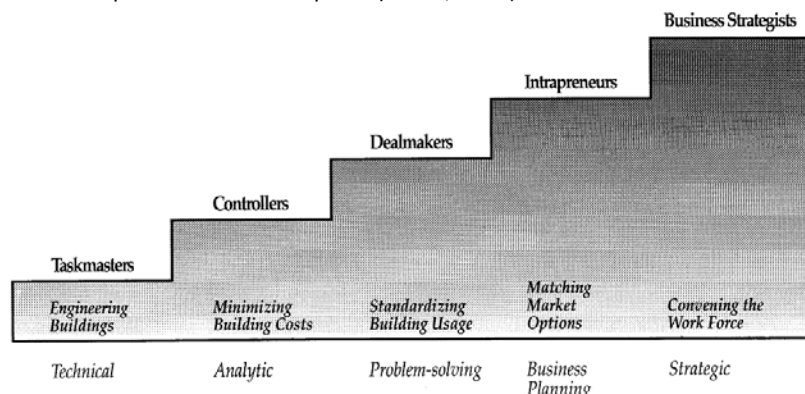 Business Strategists
Intrapreneurs
Dealmakers
Controllers
Taskmasters
Engineering
Buildings
Minimizing
Building Costs
Standardizing
Building Usage
Matching
Market
Options
Convening the
Work Force
Technical
Analytic
Problem-solving
Business
Planning
Strategic